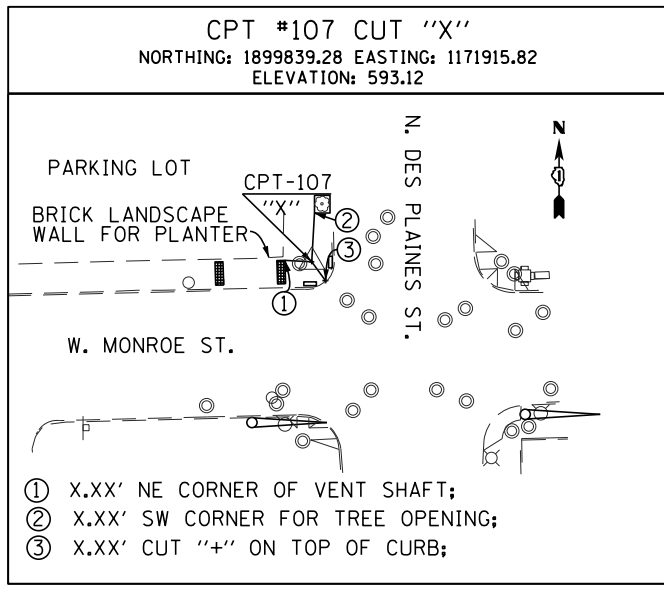 CPT #107 CUT "X"
NORTHING: 1899839.28 EASTING: 1171915.82
ELEVATION: 593.12
N. DES PLAINES ST.
N
PARKING LOT
CPT-107
"X"
BRICK LANDSCAPE
WALL FOR PLANTER
2
3
1
W. MONROE ST.
1 X.XX' NE CORNER OF VENT SHAFT;
2 X.XX' SW CORNER FOR TREE OPENING;
3 X.XX' CUT "+" ON TOP OF CURB;